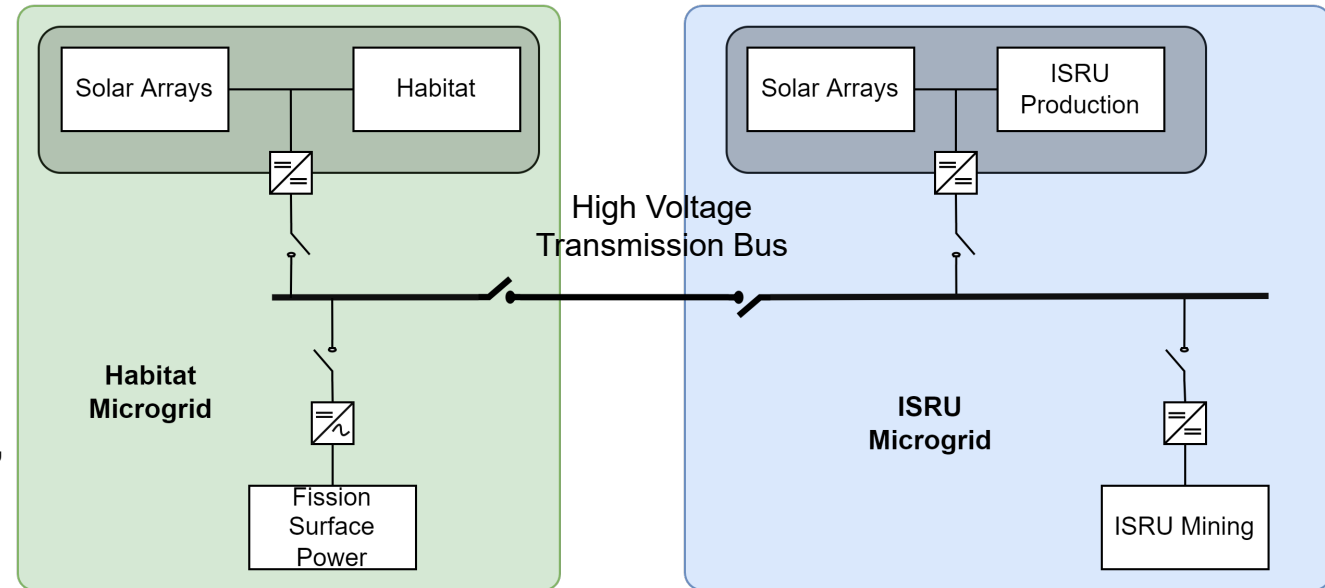 Solar Arrays
Habitat
Solar Arrays
ISRU
Production
High Voltage
Transmission Bus
Habitat
Microgrid
ISRU
Microgrid
Fission
Surface
Power
ISRU Mining